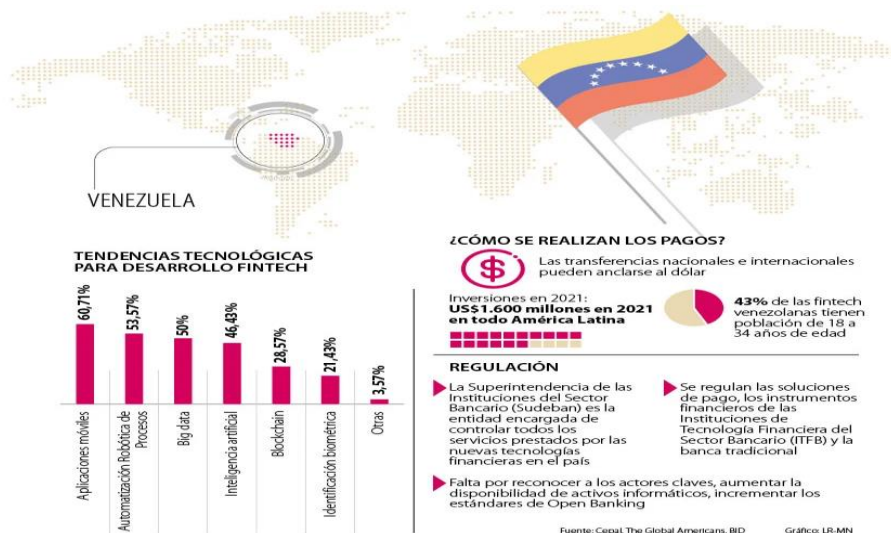 VENEZUELA
TENDENCIAS TECNOLÓGICAS
PARA DESARROLLO FINTECH
60,71%
53,57%
50%
46,43%
28,57%
21,43%
3,57%
Aplicaciones móviles
Automatización Robótica de
Procesos
Big data
Inteligencia artificial
Blockchain
Identificación biométrica
Otras
¿CÓMO SE REALIZAN LOS PAGOS?
$
Las transferencias nacionales e internacionales
pueden anclarse al dólar
Inversiones en 2021:
US$1.600 millones en 2021
en todo América Latina
43% de las fintech
venezolanas tienen
población de 18 a
34 años de edad
REGULACIÓN
La Superintendencia de las
Instituciones del Sector
Bancario (Sudeban) es la
entidad encargada de
controlar todos los
servicios prestados por las
nuevas tecnologías
financieras en el país
Se regulan las soluciones
de pago, los instrumentos
financieros de las
Instituciones de
Tecnología Financiera del
Sector Bancario (ITFB) y la
banca tradicional
Falta por reconocer a los actores claves, aumentar la
disponibilidad de activos informáticos, incrementar los
estándares de Open Banking
Fuente: Cepal, The Global Americans, BID
Gráfico: LR-MN